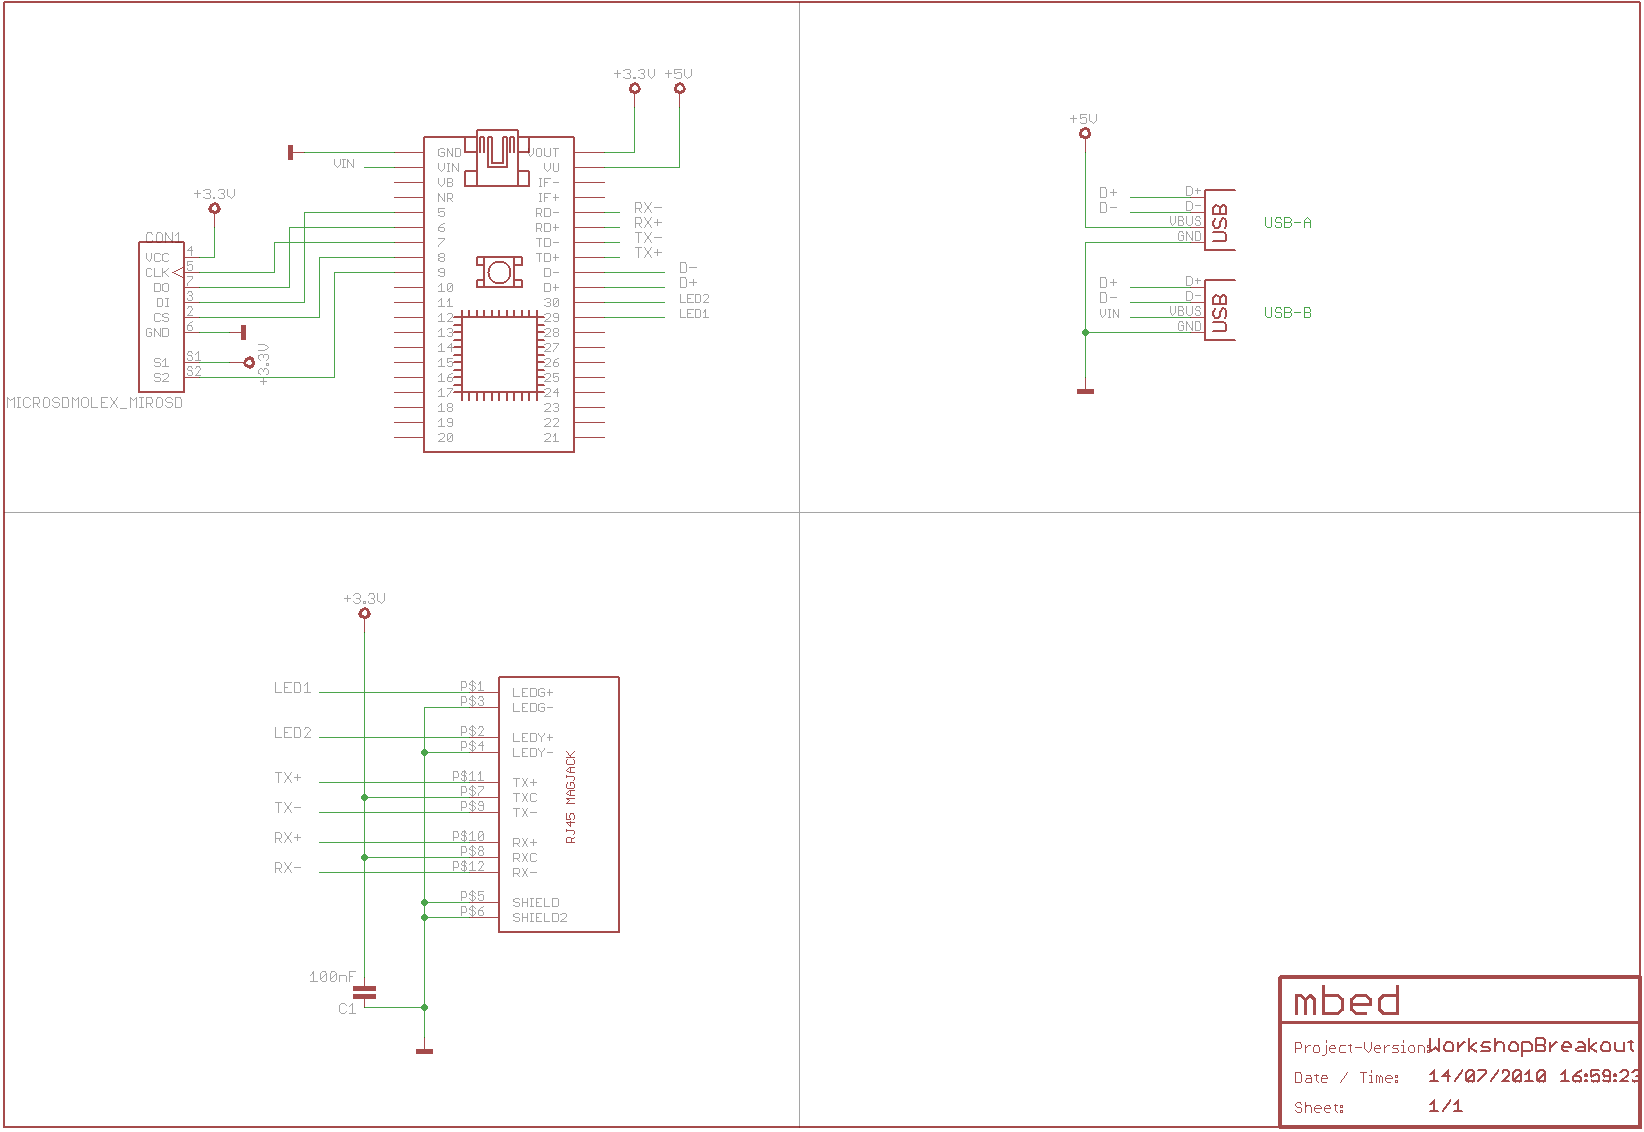 +3.3V +5V
GND VOUT
VIN VIN VU
VB IF-
NR IF+
5 RD- RX-
6 RD+ RX+
7 TD- TX-
8 TD+ TX+
9 D- D-
10 D+ D+
11 30 LED2
12 29 LED1
13 28
14 27
15 26
16 25
17 24
18 23
19 22
20 21
+3.3V
CON1
VCC 4
CLK 5
DO 7
DI 3
CS 2
GND 6
S1 S1
S2 S2
+3.3V
MICROSDMOLEX_MIROSD
+5V
D+ D+
D- D-
VBUS
GND
USB
USB-A
D+ D+
D- D-
VIN VBUS
GND
USB
USB-B
+3.3V
LED1 P$1 LEDG+
P$3 LEDG-
LED2 P$2 LEDY+
P$4 LEDY-
TX+ P$11 TX+
P$7 TXC
TX- P$9 TX-
RX+ P$10 RX+
P$8 RXC
RX- P$12 RX-
P$5 SHIELD
P$6 SHIELD2
RJ45 MAGJACK
100nF
C1
mbed
Project-Version: WorkshopBreakout
Date / Time: 14/07/2010 16:59:23
Sheet: 1/1